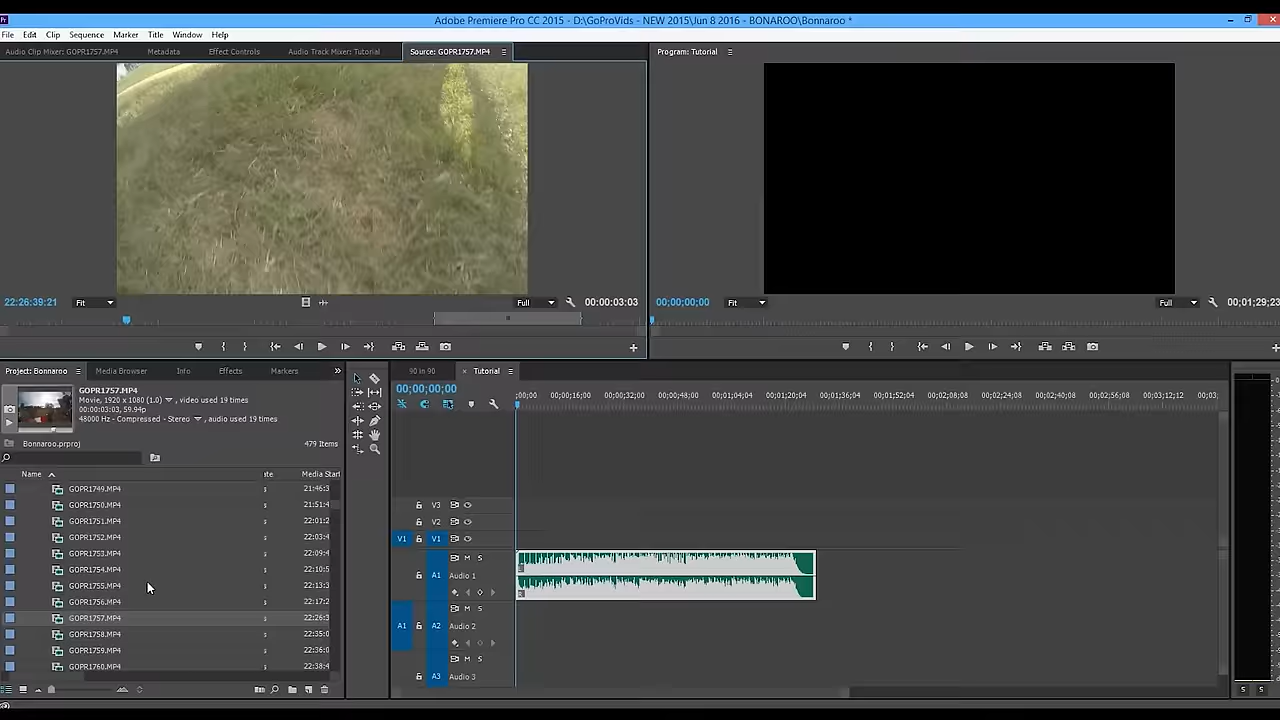 Pr
Adobe Premiere Pro CC 2015 - D:\GoProVids - NEW 2015\Jun 8 2016 - BONAROO\Bonnaroo *
File Edit Clip Sequence Marker Title Window Help
Audio Clip Mixer: GOPR1757.MP4 Metadata Effect Controls Audio Track Mixer: Tutorial Source: GOPR1757.MP4 Program: Tutorial
22:26:39:21 Fit Full 00:00:03:03 00;00;00;00 Fit Full 00;01;29;23
Project: Bonnaroo Media Browser Info Effects Markers »
90 in 90 × Tutorial
GOPR1757.MP4
Movie, 1920 x 1080 (1.0) , video used 19 times
00:00:03:03, 59.94p
48000 Hz - Compressed - Stereo , audio used 19 times
Bonnaroo.prproj 479 Items
Name ate Media Start
GOPR1749.MP4 s 21:46:3
GOPR1750.MP4 s 21:51:4
GOPR1751.MP4 s 22:01:2
GOPR1752.MP4 s 22:03:4
GOPR1753.MP4 s 22:09:4
GOPR1754.MP4 s 22:10:5
GOPR1755.MP4 s 22:13:3
GOPR1756.MP4 s 22:17:2
GOPR1757.MP4 s 22:26:3
GOPR1758.MP4 s 22:35:0
GOPR1759.MP4 s 22:36:0
GOPR1760.MP4 s 22:38:4
00;00;00;00
;00;00 00;00;16;00 00;00;32;00 00;00;48;00 00;01;04;02 00;01;20;02 00;01;36;02 00;01;52;02 00;02;08;04 00;02;24;04 00;02;40;04 00;02;56;04 00;03;12;12 00;03;
V3
V2
V1 V1
A1 M S
Audio 1
A1 A2 M S
Audio 2
M S
A3 Audio 3
S S